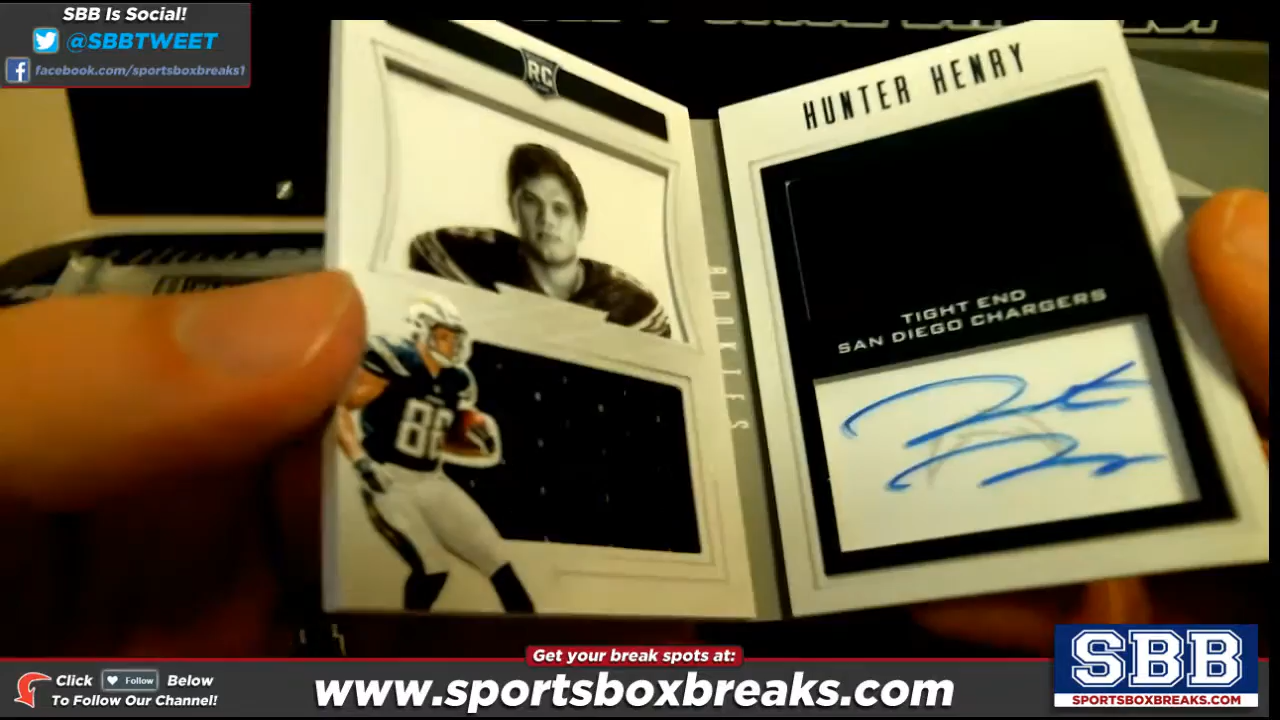 SBB Is Social!
@SBBTWEET
facebook.com/sportsboxbreaks1
RC
HUNTER HENRY
ROOKIES
TIGHT END
SAN DIEGO CHARGERS
86
Get your break spots at:
Click Follow Below
To Follow Our Channel!
www.sportsboxbreaks.com
SBB
SPORTSBOXBREAKS.COM